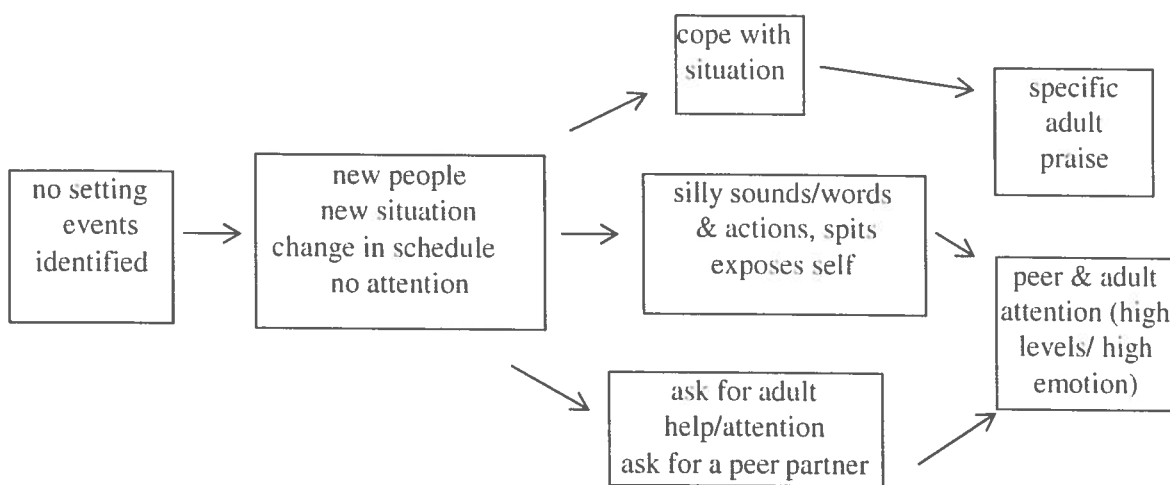 no setting
events
identified
new people
new situation
change in schedule
no attention
cope with
situation
silly sounds/words
& actions, spits
exposes self
ask for adult
help/attention
ask for a peer partner
specific
adult
praise
peer & adult
attention (high
levels/ high
emotion)